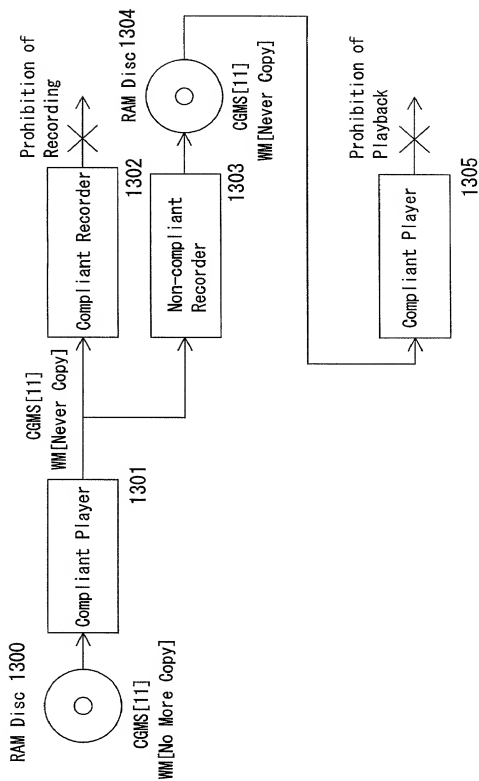 RAM Disc 1300
CGMS[11]
WM[No More Copy]
Compliant Player
1301
CGMS[11]
WM[Never Copy]
Compliant Recorder
1302
Prohibition of
Recording
Non-compliant
Recorder
1303
RAM Disc 1304
CGMS[11]
WM[Never Copy]
Compliant Player
1305
Prohibition of
Playback